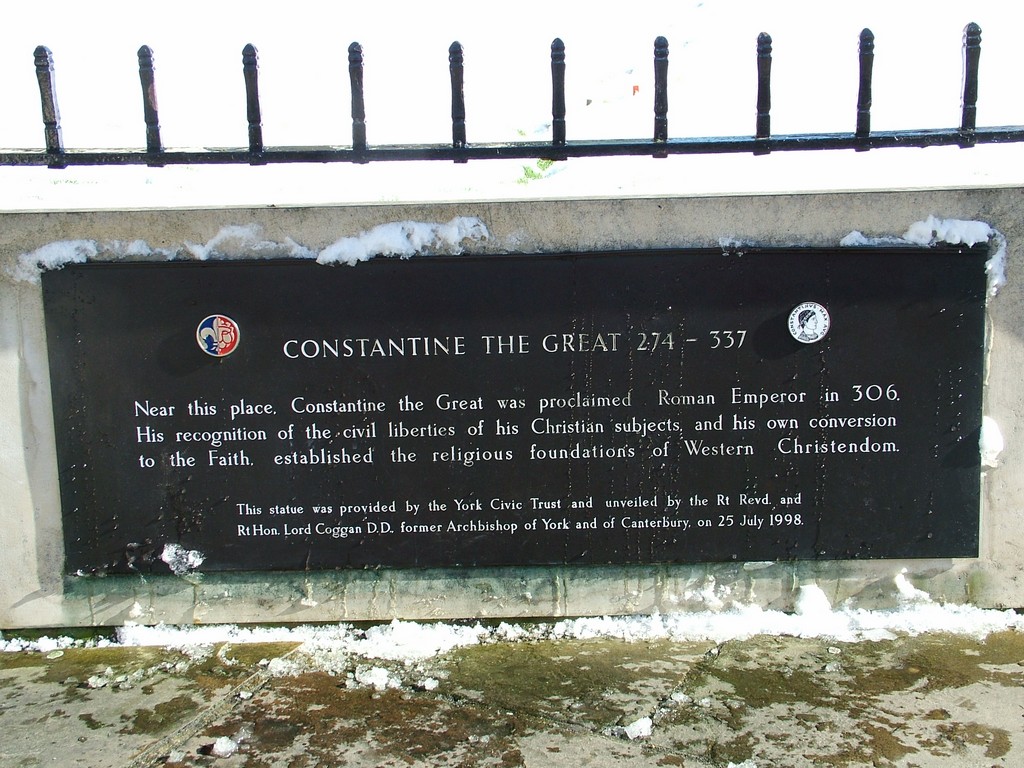 CONSTANTINE THE GREAT 274 - 337
Near this place, Constantine the Great was proclaimed Roman Emperor in 306.
His recognition of the civil liberties of his Christian subjects, and his own conversion
to the Faith, established the religious foundations of Western Christendom.
This statue was provided by the York Civic Trust and unveiled by the Rt Revd. and
Rt Hon. Lord Coggan D.D. former Archbishop of York and of Canterbury, on 25 July 1998.